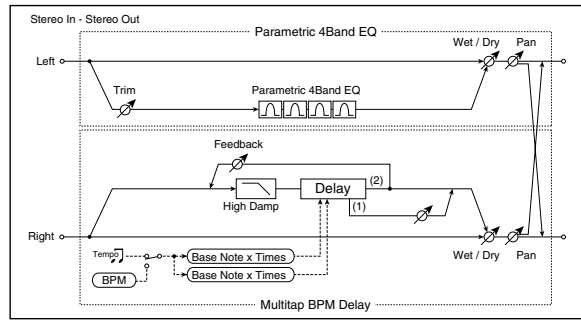 Stereo In - Stereo Out
Parametric 4Band EQ
Wet / Dry
Pan
Left
Trim
Parametric 4Band EQ
Feedback
High Damp
Delay
(2)
(1)
Right
Wet / Dry
Pan
Tempo
BPM
Base Note x Times
Base Note x Times
Multitap BPM Delay